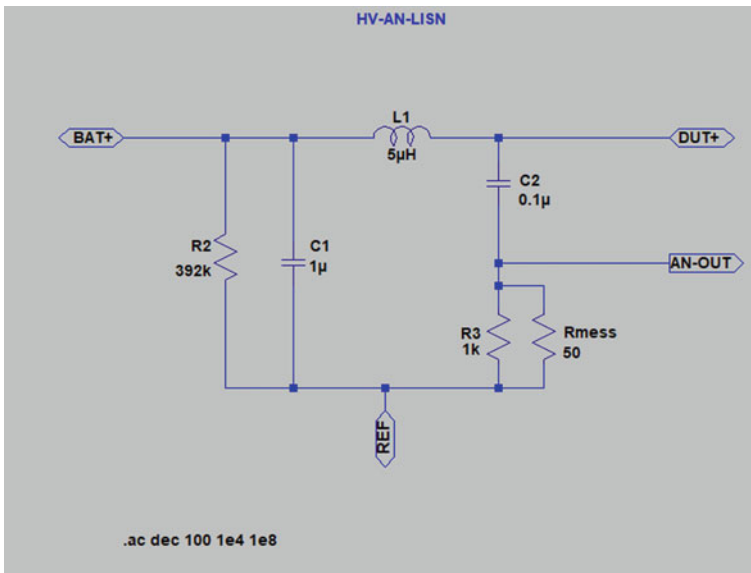 HV-AN-LISN
BAT+
L1
5µH
DUT+
C2
0.1µ
R2
392k
C1
1µ
AN-OUT
R3
1k
Rmess
50
REF
.ac dec 100 1e4 1e8